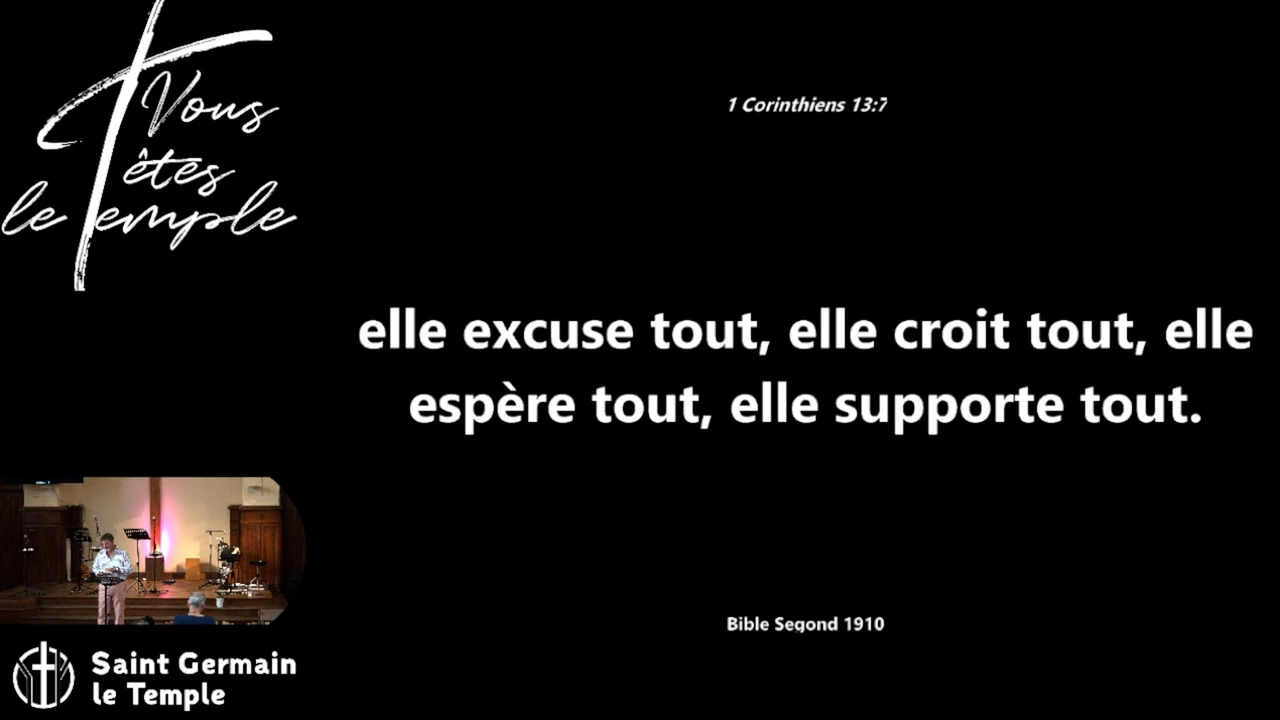 Vous
êtes
le Temple
1 Corinthiens 13:7
elle excuse tout, elle croit tout, elle
espère tout, elle supporte tout.
Bible Segond 1910
Saint Germain
le Temple